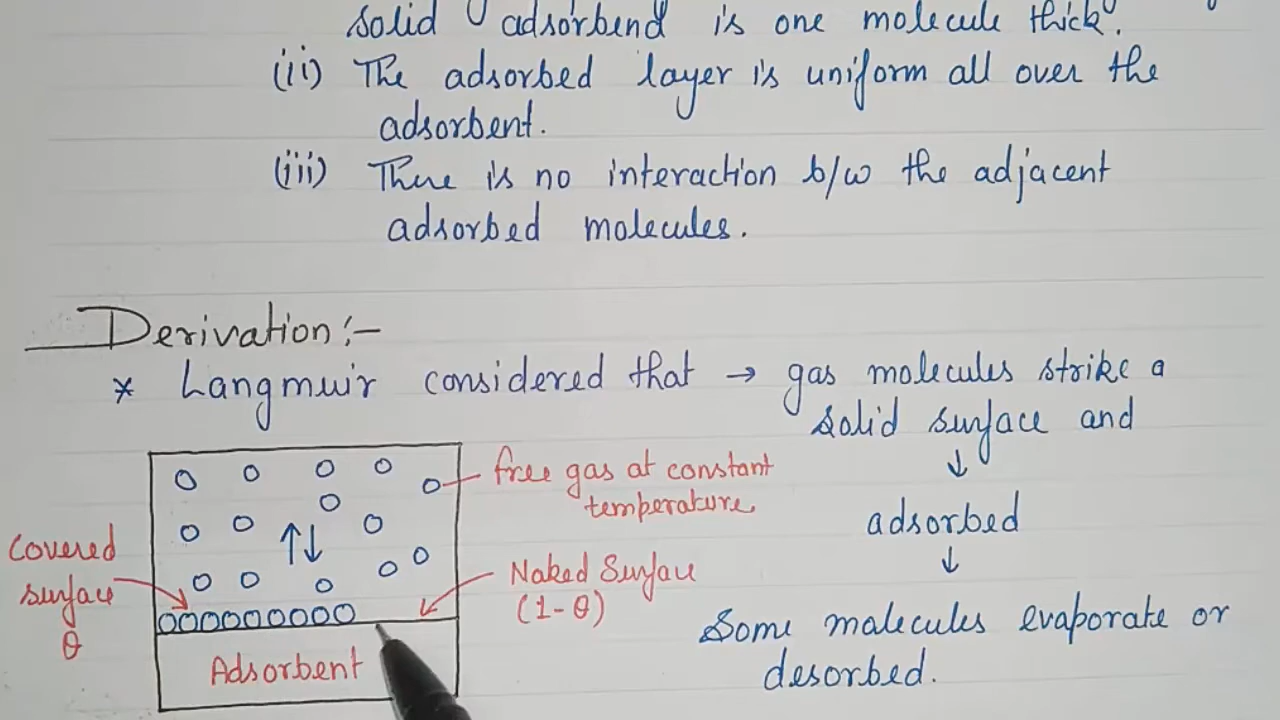 solid adsorbend is one molecule thick.
(ii) The adsorbed layer is uniform all over the
adsorbent.
(iii) There is no interaction b/w the adjacent
adsorbed molecules.
Derivation:-
* Langmuir considered that → gas molecules strike a
solid surface and
↓
adsorbed
↓
Some molecules evaporate or
desorbed.
free gas at constant
temperature
Covered
surface
θ
Naked Surface
(1-θ)
Adsorbent